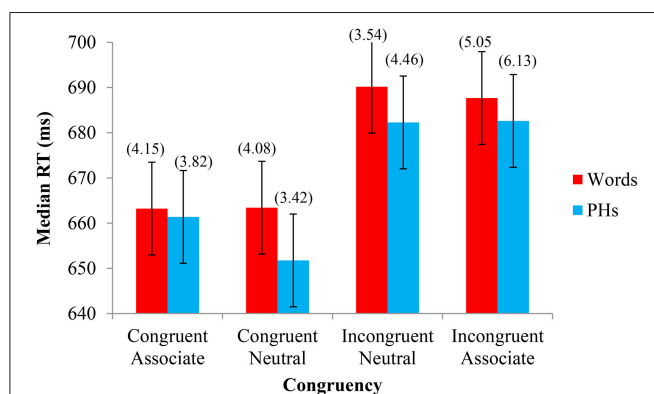 700
690
680
670
660
650
640
Median RT (ms)
(4.15)
(3.82)
(4.08)
(3.42)
(3.54)
(4.46)
(5.05
(6.13)
Words
PHs
Congruent
Associate
Congruent
Neutral
Incongruent
Neutral
Incongruent
Associate
Congruency